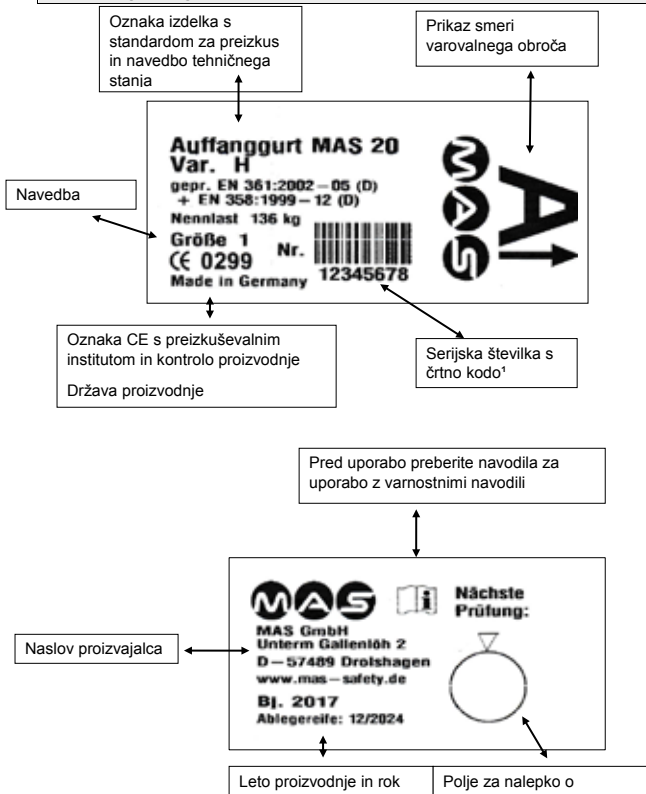 Oznaka izdelka s
standardom za preizkus
in navedbo tehničnega
stanja
Prikaz smeri
varovalnega obroča
Auffanggurt MAS 20
Var. H
gepr. EN 361:2002-05 (D)
+ EN 358:1999-12 (D)
Nennlast 136 kg
Größe 1
CE 0299
Nr.
12345678
Made in Germany
MAS
A
Navedba
Oznaka CE s preizkuševalnim
institutom in kontrolo proizvodnje
Država proizvodnje
Serijska številka s
črtno kodo¹
Pred uporabo preberite navodila za
uporabo z varnostnimi navodili
MAS
MAS GmbH
Unterm Gallenlöh 2
D-57489 Drolshagen
www.mas-safety.de
Bj. 2017
Ablegereife: 12/2024
i
Nächste
Prüfung:
Naslov proizvajalca
Leto proizvodnje in rok
Polje za nalepko o